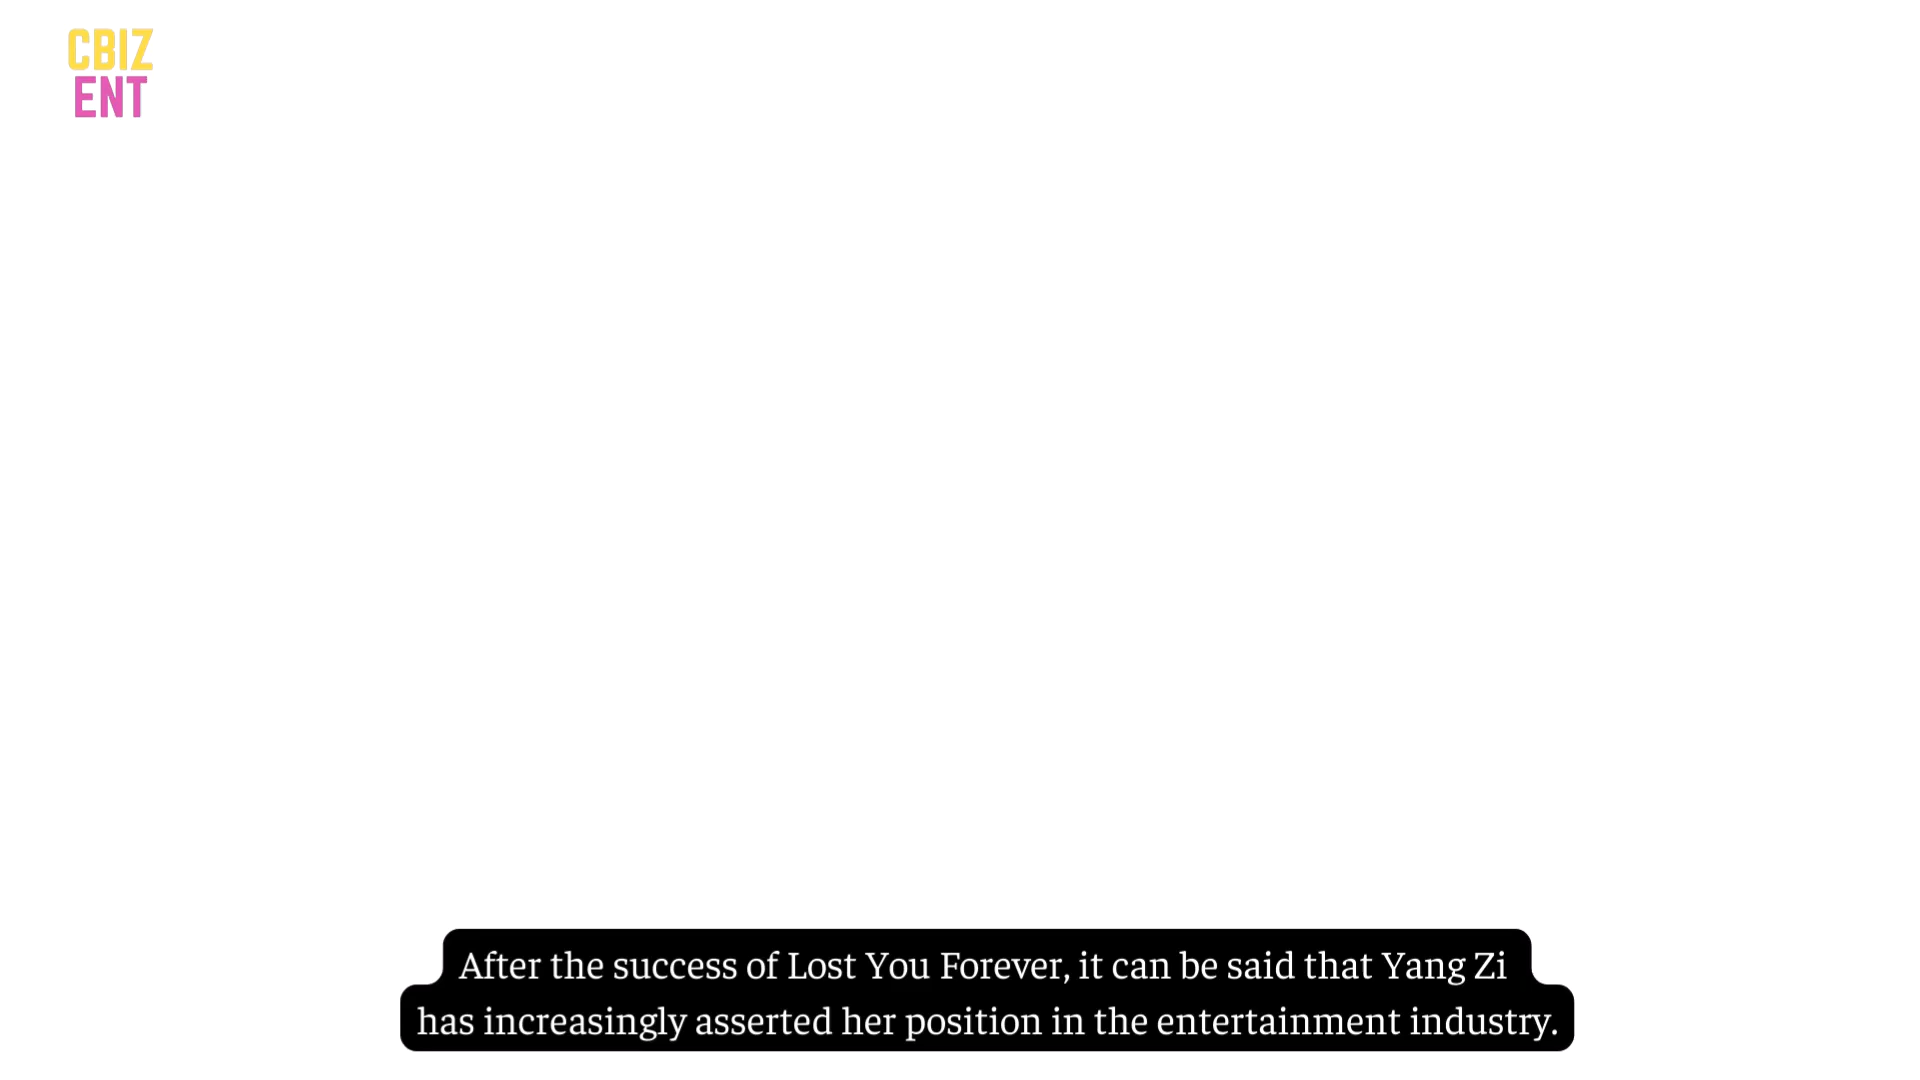 CBIZ
ENT
After the success of Lost You Forever, it can be said that Yang Zi
has increasingly asserted her position in the entertainment industry.